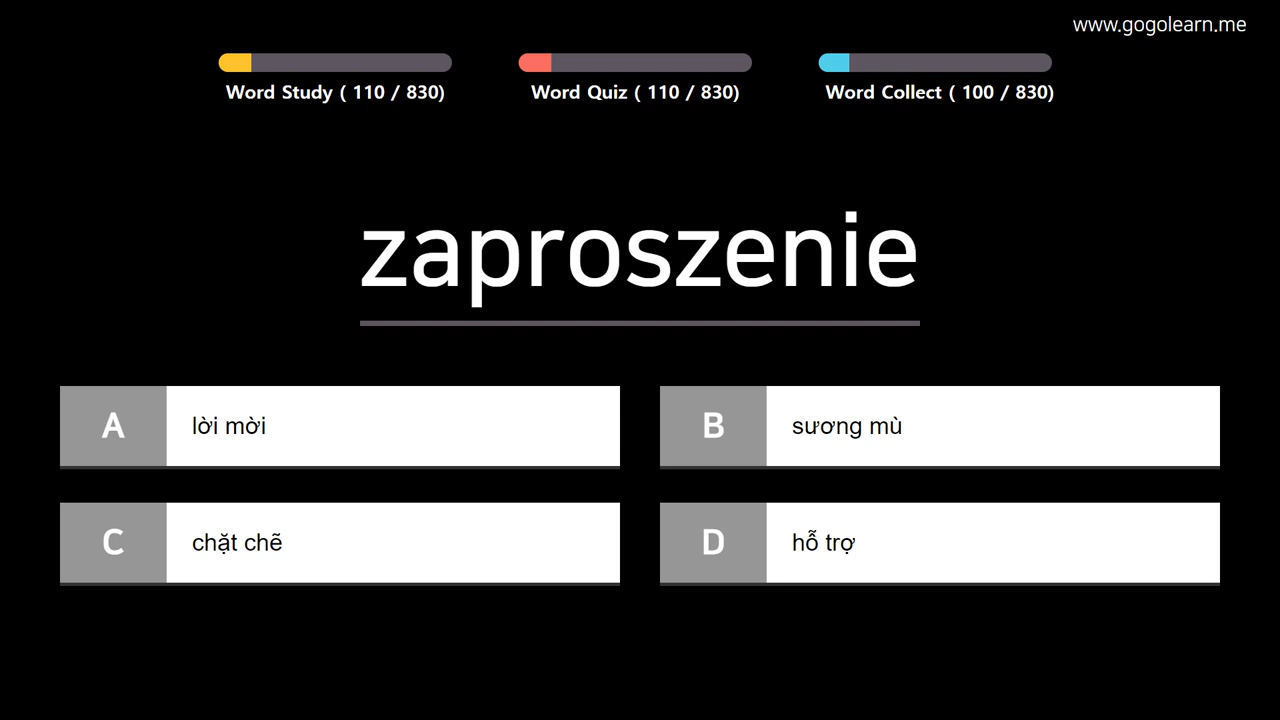 www.gogolearn.me
Word Study ( 110 / 830)
Word Quiz ( 110 / 830)
Word Collect ( 100 / 830)
zaproszenie
A lời mời
B sương mù
C chặt chẽ
D hỗ trợ